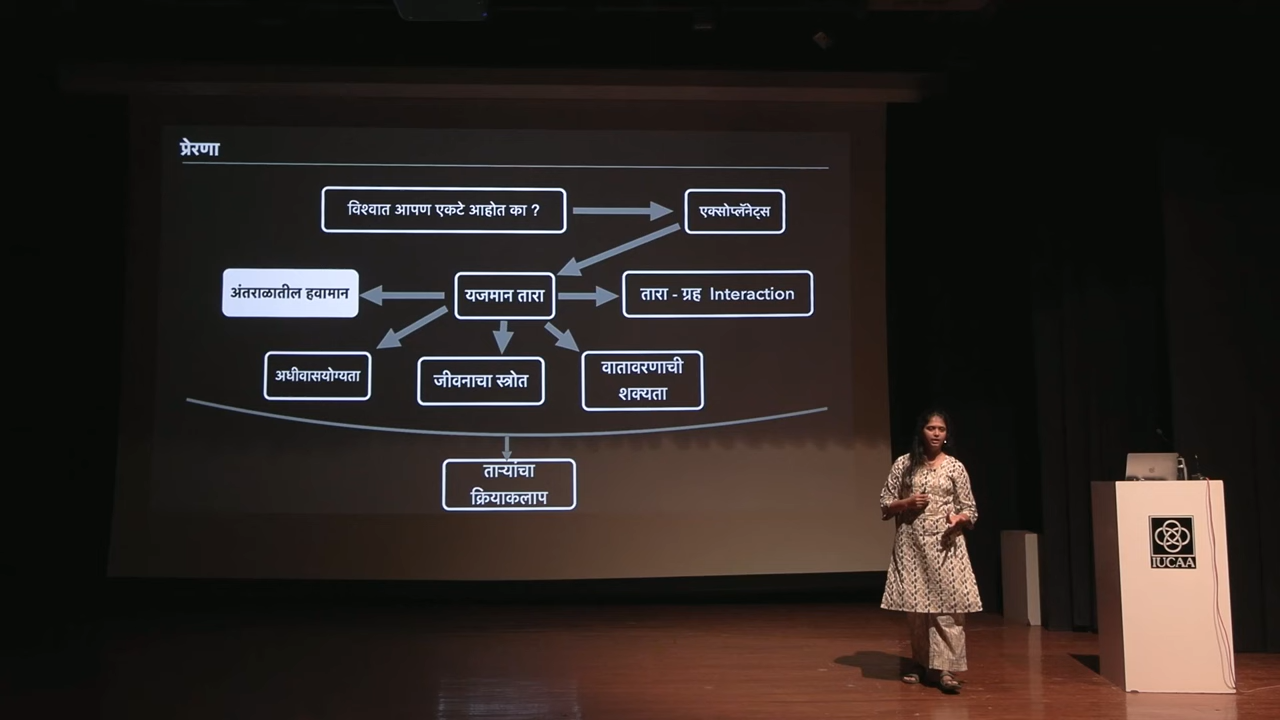 प्रेरणा
विश्वात आपण एकटे आहोत का ?
एक्सोप्लॅनेट्स
अंतराळातील हवामान
यजमान तारा
तारा - ग्रह Interaction
अधीवासयोग्यता
जीवनाचा स्त्रोत
वातावरणाची
शक्यता
ताऱ्यांचा
क्रियाकलाप
IUCAA